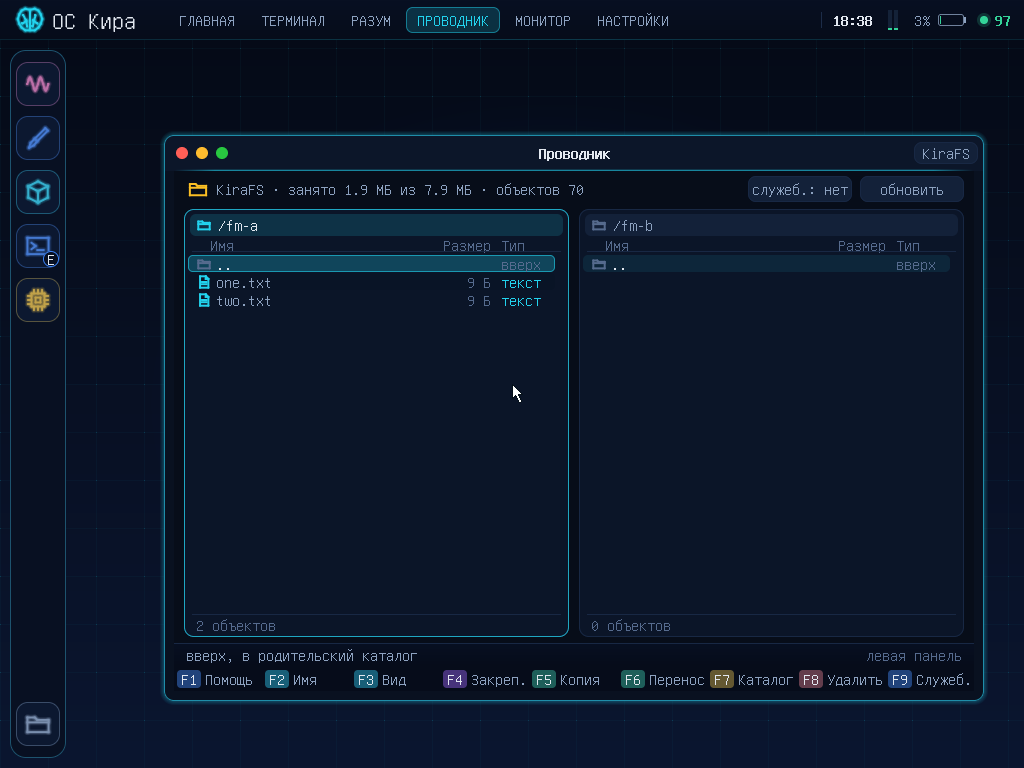 ОС Кира ГЛАВНАЯ ТЕРМИНАЛ РАЗУМ ПРОВОДНИК МОНИТОР НАСТРОЙКИ 18:38 3% 97
Проводник KiraFS
KiraFS · занято 1.9 МБ из 7.9 МБ · объектов 70 служеб.: нет обновить
/fm-a
Имя Размер Тип
.. вверх
one.txt 9 Б текст
two.txt 9 Б текст
2 объектов
/fm-b
Имя Размер Тип
.. вверх
0 объектов
E
вверх, в родительский каталог левая панель
F1 Помощь F2 Имя F3 Вид F4 Закреп. F5 Копия F6 Перенос F7 Каталог F8 Удалить F9 Служеб.